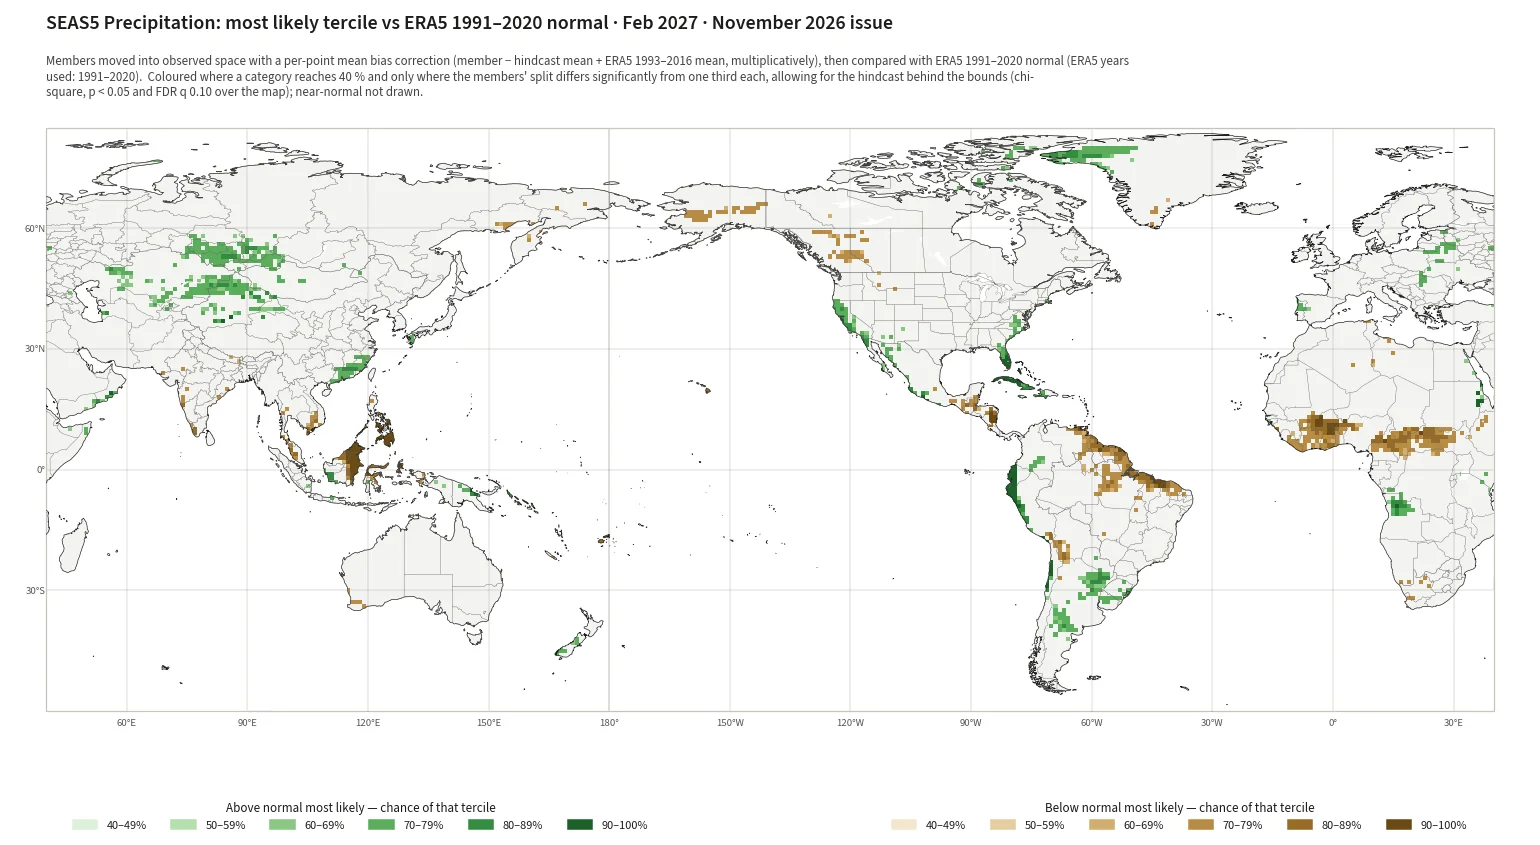 SEAS5 Precipitation: most likely tercile vs ERA5 1991–2020 normal · Feb 2027 · November 2026 issue
Members moved into observed space with a per-point mean bias correction (member − hindcast mean + ERA5 1993–2016 mean, multiplicatively), then compared with ERA5 1991–2020 normal (ERA5 years
used: 1991–2020). Coloured where a category reaches 40 % and only where the members' split differs significantly from one third each, allowing for the hindcast behind the bounds (chi-
square, p < 0.05 and FDR q 0.10 over the map); near-normal not drawn.
60°N
30°N
0°
30°S
60°E 90°E 120°E 150°E 180° 150°W 120°W 90°W 60°W 30°W 0° 30°E
Above normal most likely — chance of that tercile
40–49% 50–59% 60–69% 70–79% 80–89% 90–100%
Below normal most likely — chance of that tercile
40–49% 50–59% 60–69% 70–79% 80–89% 90–100%